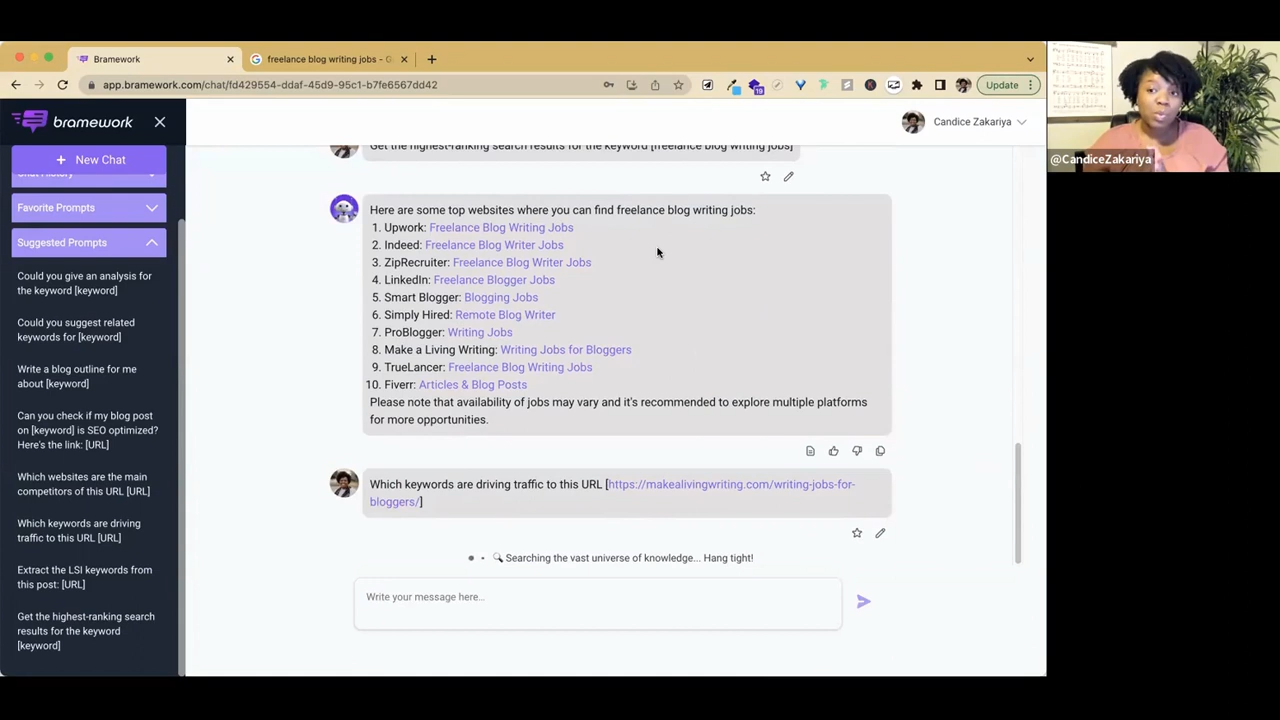 Bramework
freelance blog writing jobs - G
app.bramework.com/chat/fd429554-ddaf-45d9-95c1-b7fe6567dd42
19
Update
bramework
Candice Zakariya
@CandiceZakariya
New Chat
Chat History
Favorite Prompts
Suggested Prompts
Could you give an analysis for
the keyword [keyword]
Could you suggest related
keywords for [keyword]
Write a blog outline for me
about [keyword]
Can you check if my blog post
on [keyword] is SEO optimized?
Here's the link: [URL]
Which websites are the main
competitors of this URL [URL]
Which keywords are driving
traffic to this URL [URL]
Extract the LSI keywords from
this post: [URL]
Get the highest-ranking search
results for the keyword
[keyword]
Get the highest-ranking search results for the keyword [freelance blog writing jobs]
Here are some top websites where you can find freelance blog writing jobs:
1. Upwork: Freelance Blog Writing Jobs
2. Indeed: Freelance Blog Writer Jobs
3. ZipRecruiter: Freelance Blog Writer Jobs
4. LinkedIn: Freelance Blogger Jobs
5. Smart Blogger: Blogging Jobs
6. Simply Hired: Remote Blog Writer
7. ProBlogger: Writing Jobs
8. Make a Living Writing: Writing Jobs for Bloggers
9. TrueLancer: Freelance Blog Writing Jobs
10. Fiverr: Articles & Blog Posts
Please note that availability of jobs may vary and it's recommended to explore multiple platforms
for more opportunities.
Which keywords are driving traffic to this URL [https://makealivingwriting.com/writing-jobs-for-
bloggers/]
Searching the vast universe of knowledge... Hang tight!
Write your message here...